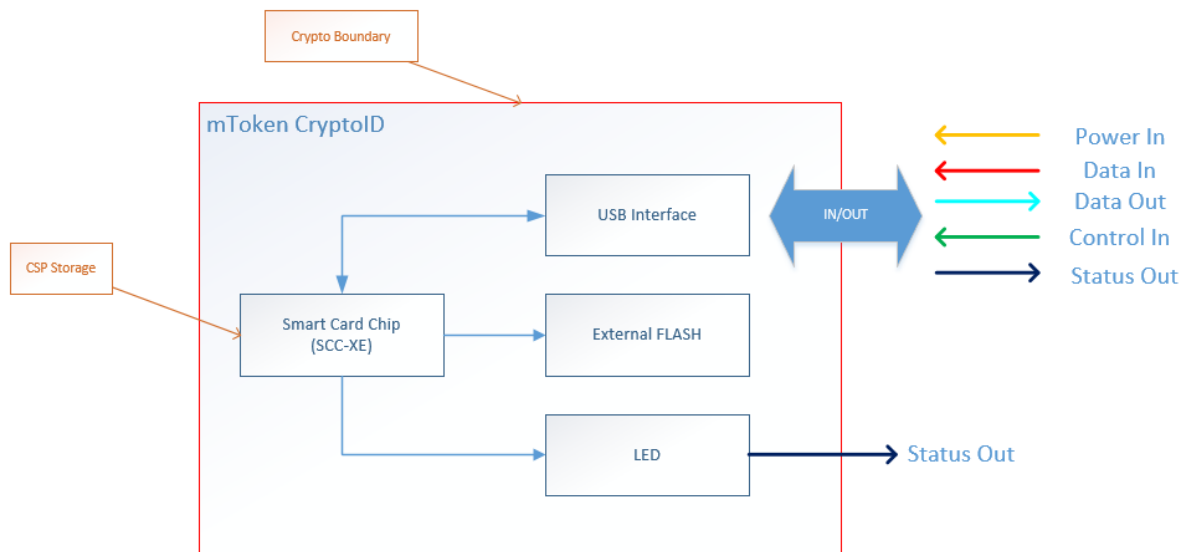 Crypto Boundary
mToken CryptoID
Power In
Data In
USB Interface
IN/OUT
Data Out
Control In
CSP Storage
Status Out
Smart Card Chip
(SCC-XE)
External FLASH
LED
Status Out